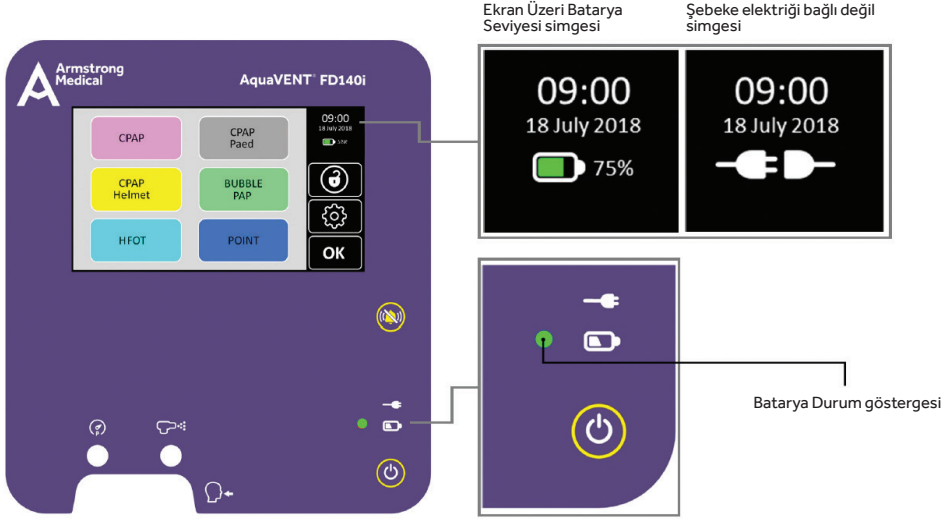 Ekran Üzeri Batarya
Seviyesi simgesi
Şebeke elektriği bağlı değil
simgesi
Armstrong
Medical
AquaVENT® FD140i
CPAP
CPAP
Paed
CPAP
Helmet
BUBBLE
PAP
HFOT
POINT
09:00
18 July 2018
OK
09:00
18 July 2018
75%
09:00
18 July 2018
Batarya Durum göstergesi
P